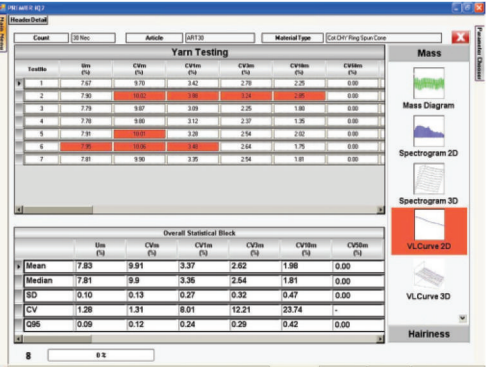 PREMIER iQ2
Header Detail
Main Menu
Count 30 Nec Article ART30 Material Type Cot CHY Ring Spun Cone
Parameter Chooser
Yarn Testing
TestNo Um (%) CVm (%) CV1m (%) CV3m (%) CV10m (%) CV50m (%)
1 7.67 9.70 3.42 2.70 2.25 0.00
2 7.90 10.02 3.88 3.24 2.85 0.00
3 7.79 9.87 3.09 2.25 1.80 0.00
4 7.78 9.80 3.12 2.37 1.35 0.00
5 7.91 10.01 3.28 2.54 2.02 0.00
6 7.95 10.06 3.48 2.64 1.75 0.00
7 7.81 9.90 3.35 2.54 1.81 0.00
Overall Statistical Block
Um (%) CVm (%) CV1m (%) CV3m (%) CV10m (%) CV50m (%)
Mean 7.83 9.91 3.37 2.62 1.98 0.00
Median 7.81 9.9 3.35 2.54 1.81 0.00
SD 0.10 0.13 0.27 0.32 0.47 0.00
CV 1.28 1.31 8.01 12.21 23.74 -
Q95 0.09 0.12 0.24 0.29 0.42 0.00
8 0 %
Mass
Mass Diagram
Spectrogram 2D
Spectrogram 3D
VLCurve 2D
VLCurve 3D
Hairiness